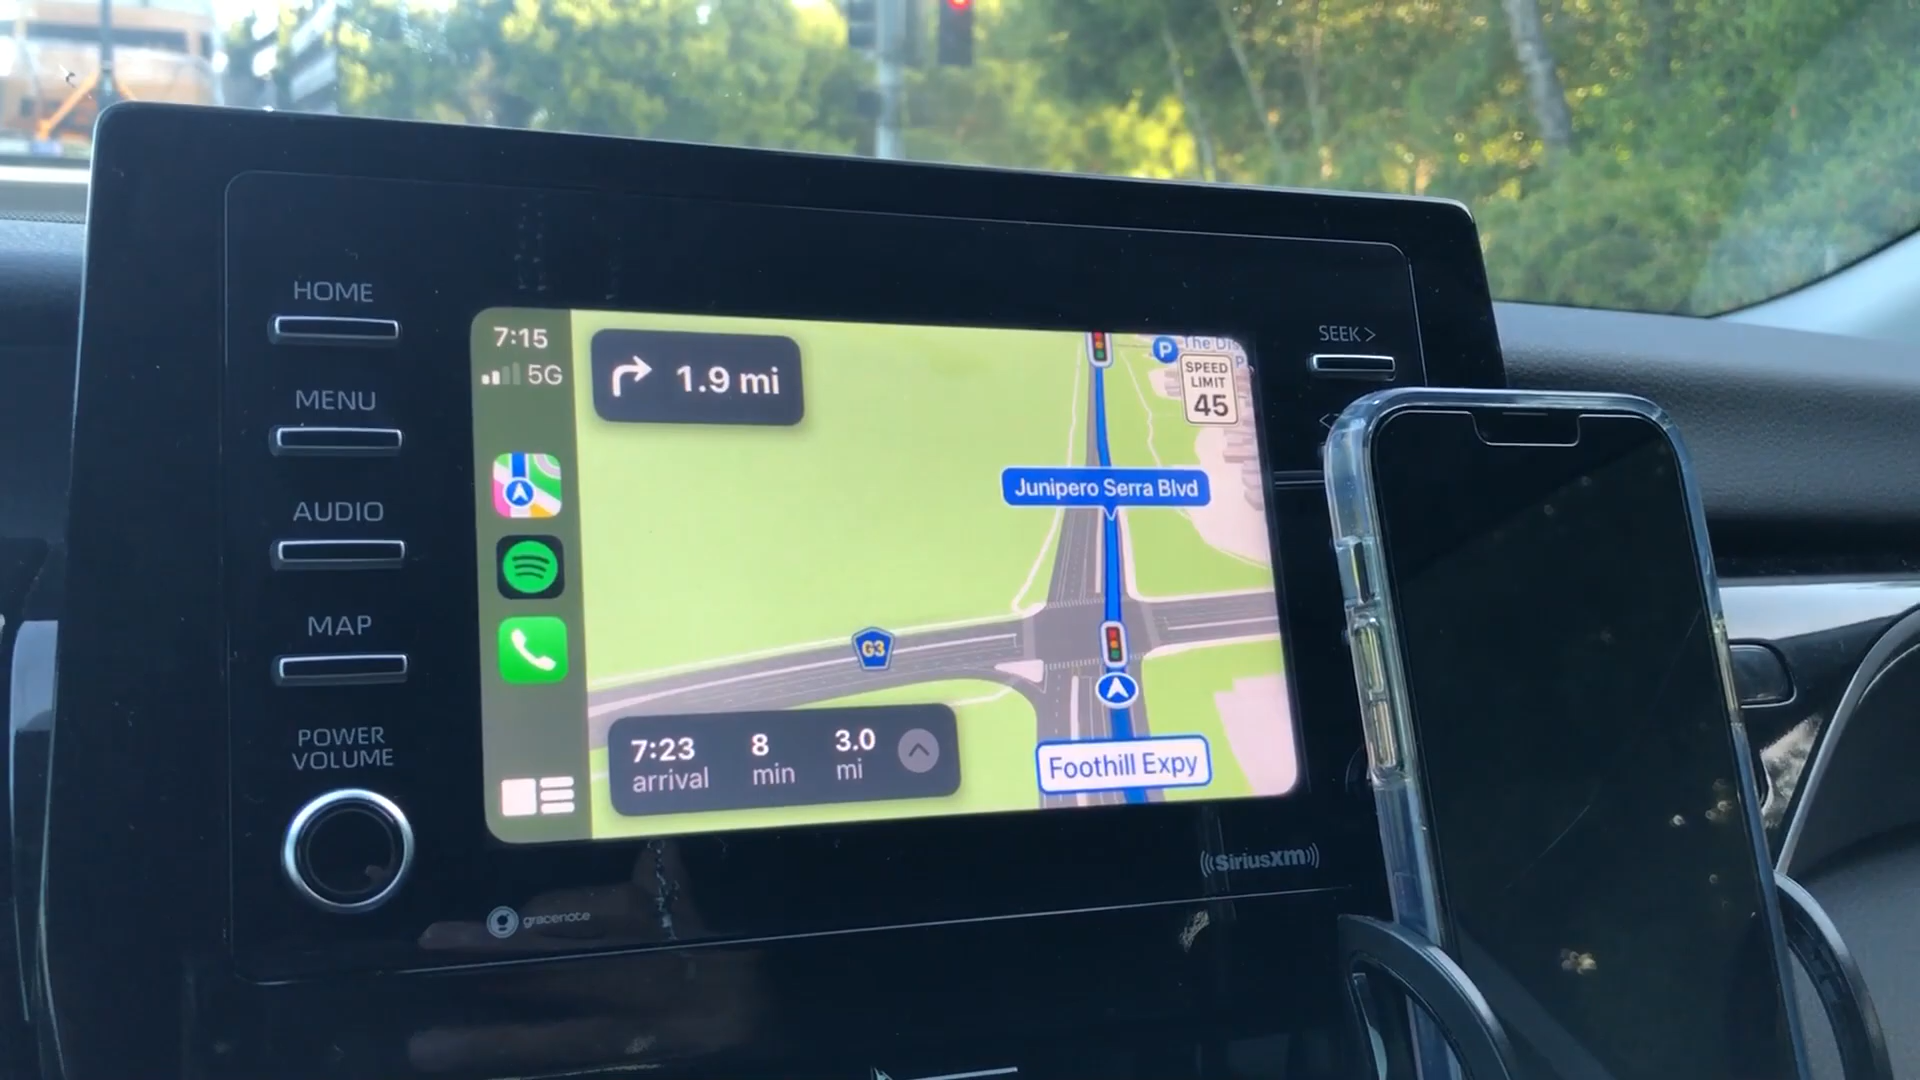 HOME
MENU
AUDIO
MAP
POWER
VOLUME
SEEK >
7:15
5G
1.9 mi
P
SPEED
LIMIT
45
Junipero Serra Blvd
G3
7:23 8 3.0
arrival min mi
Foothill Expy
SiriusXM
gracenote